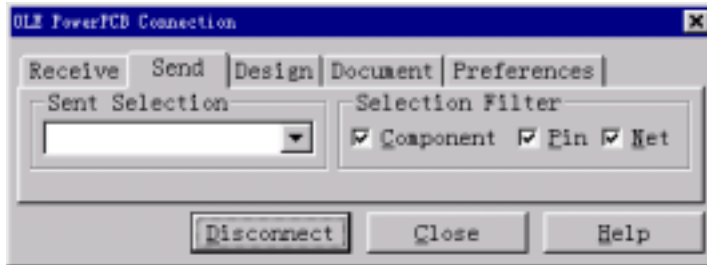 OLE PowerPCB Connection
Receive Send Design Document Preferences
Sent Selection Selection Filter
Component Pin Net
Disconnect Close Help